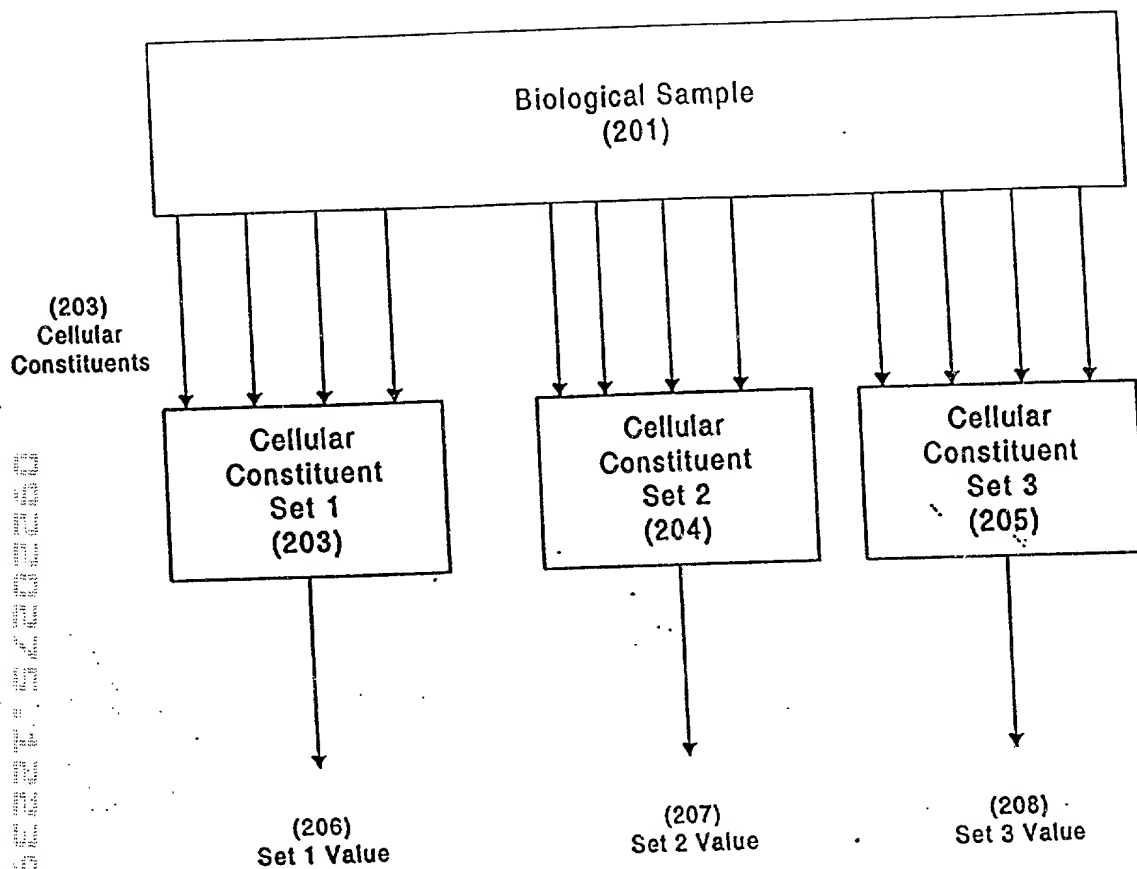 Biological Sample
(201)
(203)
Cellular
Constituents
Cellular
Constituent
Set 1
(203)
Cellular
Constituent
Set 2
(204)
Cellular
Constituent
Set 3
(205)
(206)
Set 1 Value
(207)
Set 2 Value
(208)
Set 3 Value